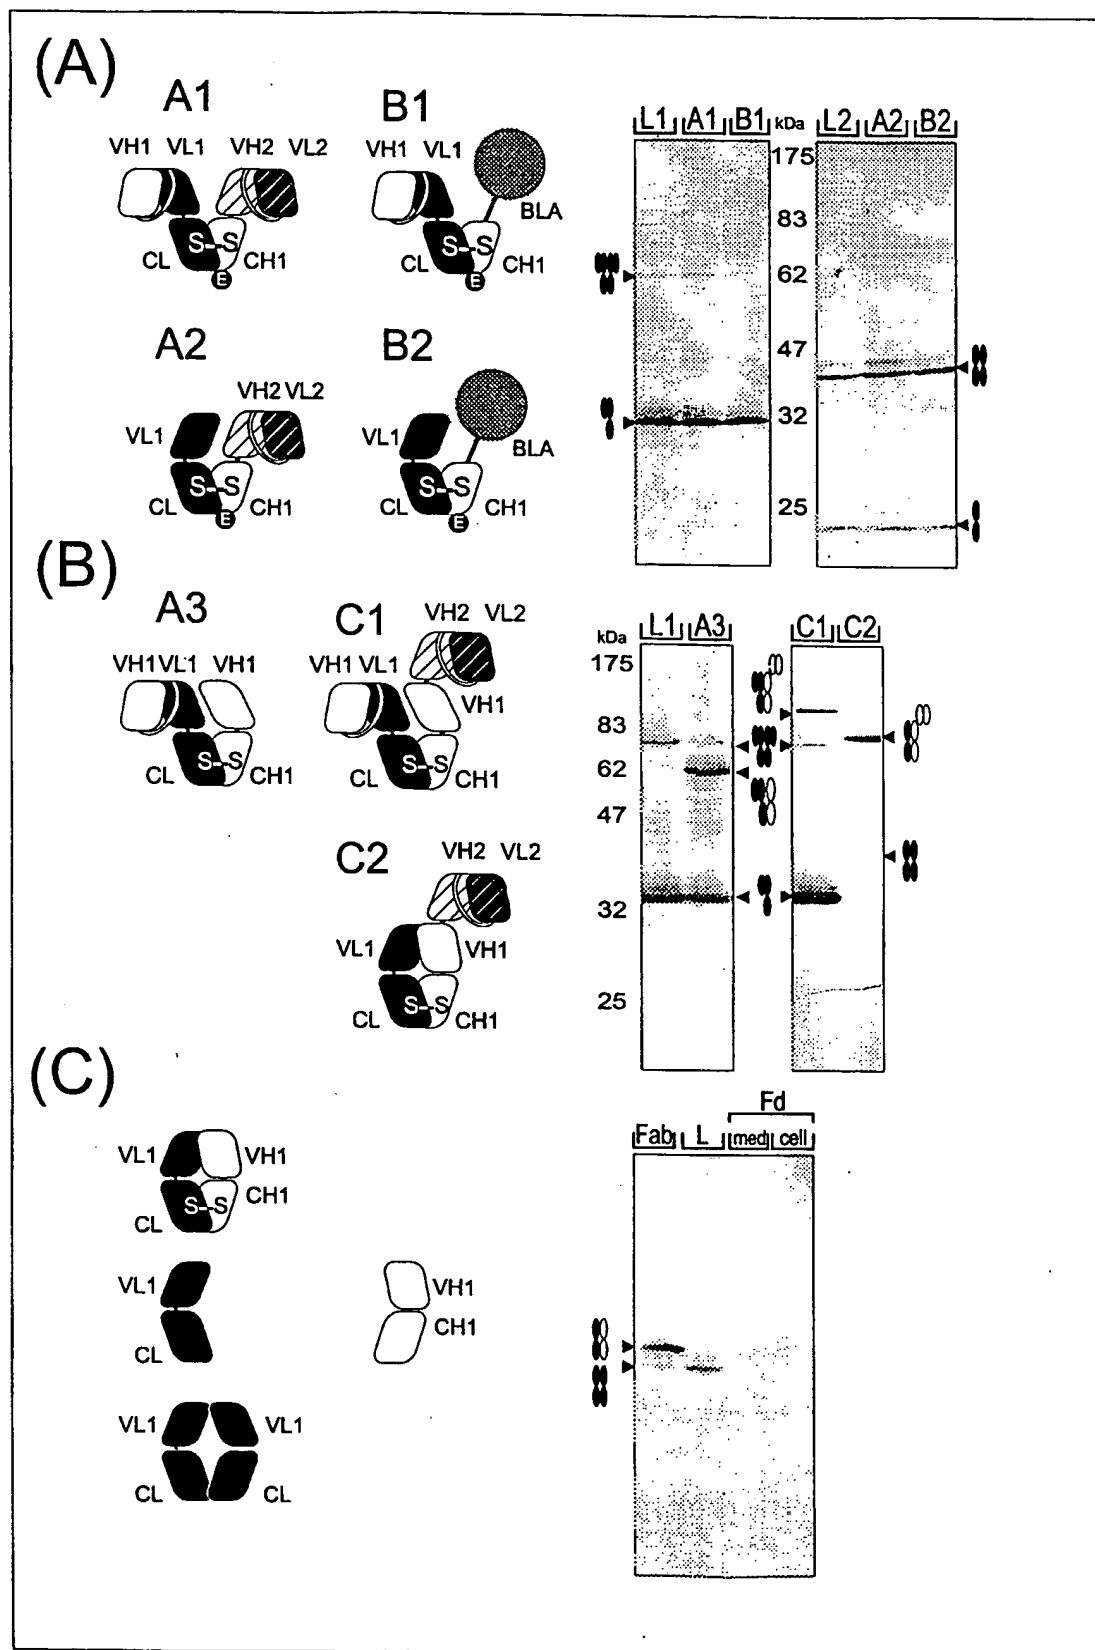 (A)
A1
VH1 VL1 VH2 VL2
S--S
CL CH1
E
B1
VH1 VL1
BLA
S--S
CL CH1
E
A2
VH2 VL2
VL1
S--S
CL CH1
E
B2
VL1
BLA
S--S
CL CH1
E
L1 A1 B1 kDa L2 A2 B2
175
83
62
47
32
25
(B)
A3
VH1 VL1 VH1
S--S
CL CH1
C1
VH2 VL2
VH1 VL1
VH1
S--S
CL CH1
C2
VH2 VL2
VL1 VH1
S--S
CL CH1
kDa L1 A3 C1 C2
175
83
62
47
32
25
(C)
VL1 VH1
S--S CH1
CL
VL1 VH1
CH1
CL
VL1 VL1
CL CL
Fd
Fab L med cell